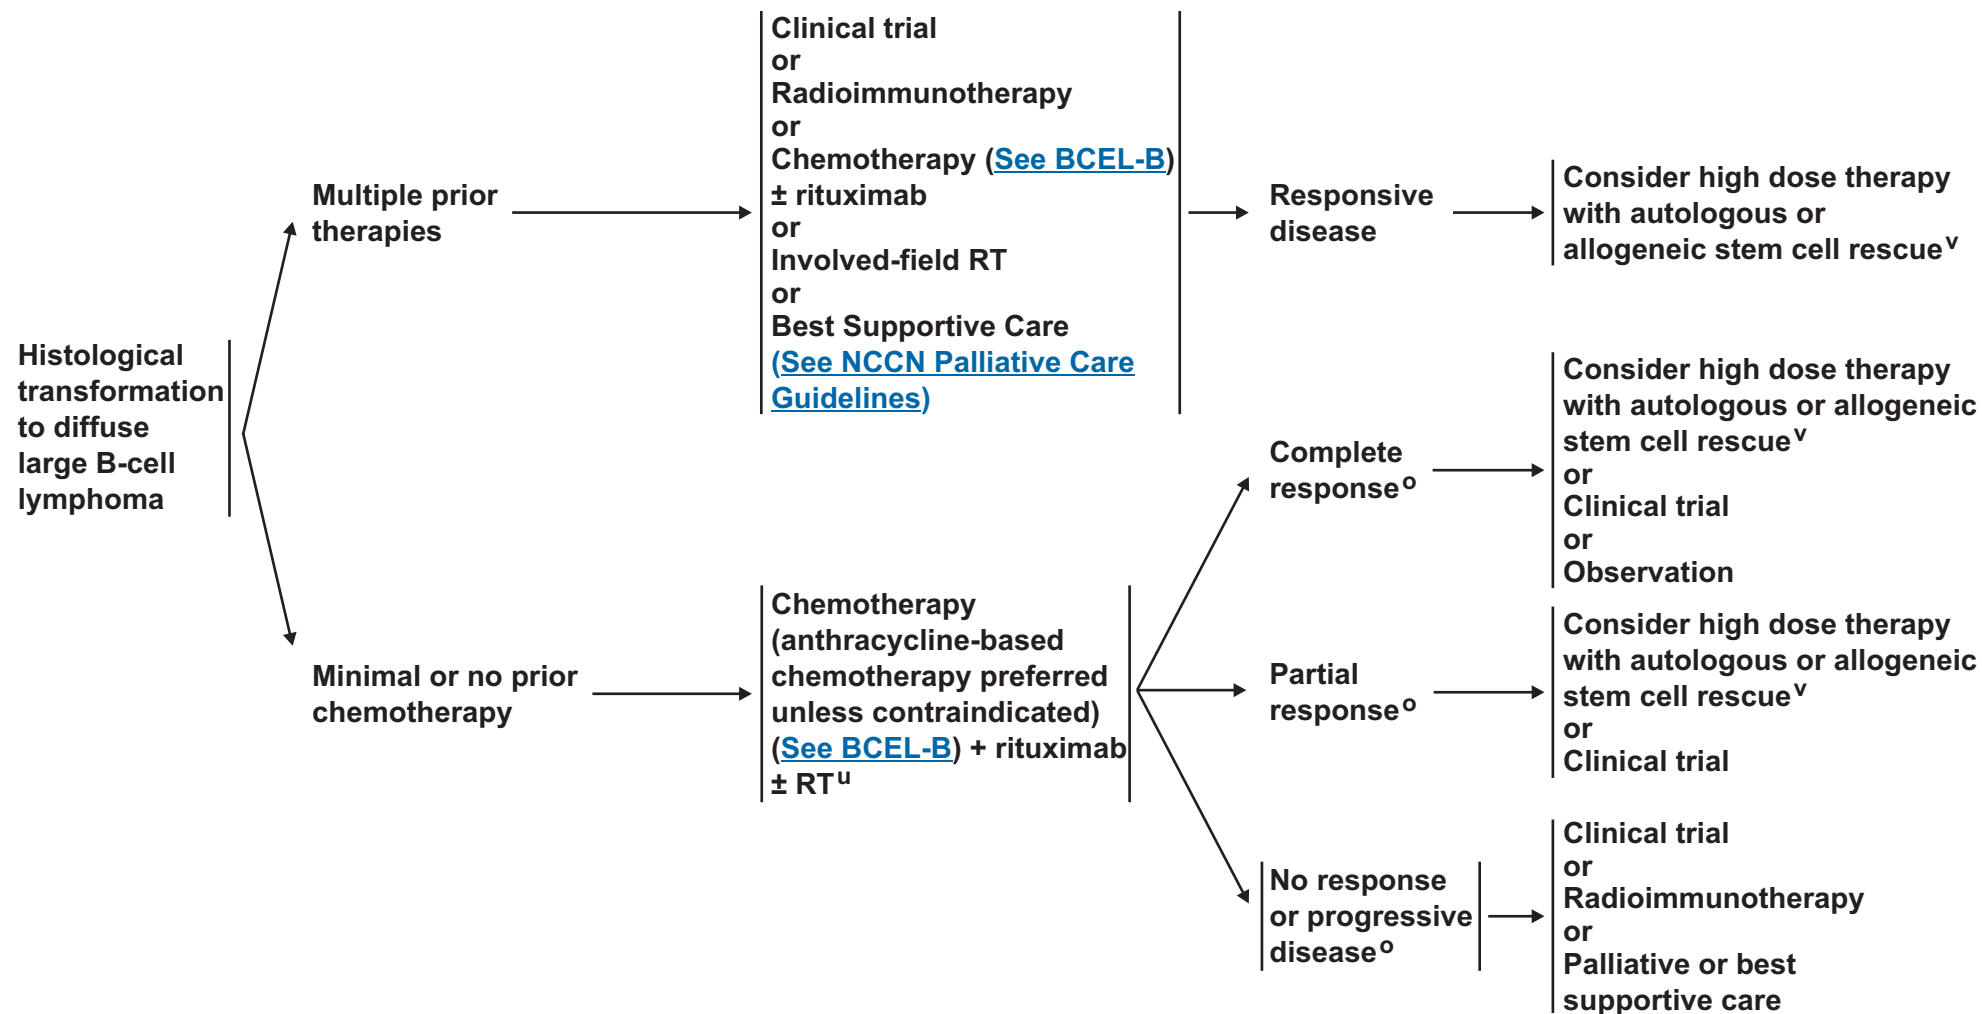 Histological
transformation
to diffuse
large B-cell
lymphoma
Multiple prior
therapies
Clinical trial
or
Radioimmunotherapy
or
Chemotherapy (See BCEL-B)
± rituximab
or
Involved-field RT
or
Best Supportive Care
(See NCCN Palliative Care
Guidelines)
Responsive
disease
Consider high dose therapy
with autologous or
allogeneic stem cell rescue v
Minimal or no prior
chemotherapy
Chemotherapy
(anthracycline-based
chemotherapy preferred
unless contraindicated)
(See BCEL-B) + rituximab
± RT u
Complete
response o
Consider high dose therapy
with autologous or allogeneic
stem cell rescue v
or
Clinical trial
or
Observation
Partial
response o
Consider high dose therapy
with autologous or allogeneic
stem cell rescue v
or
Clinical trial
No response
or progressive
disease o
Clinical trial
or
Radioimmunotherapy
or
Palliative or best
supportive care